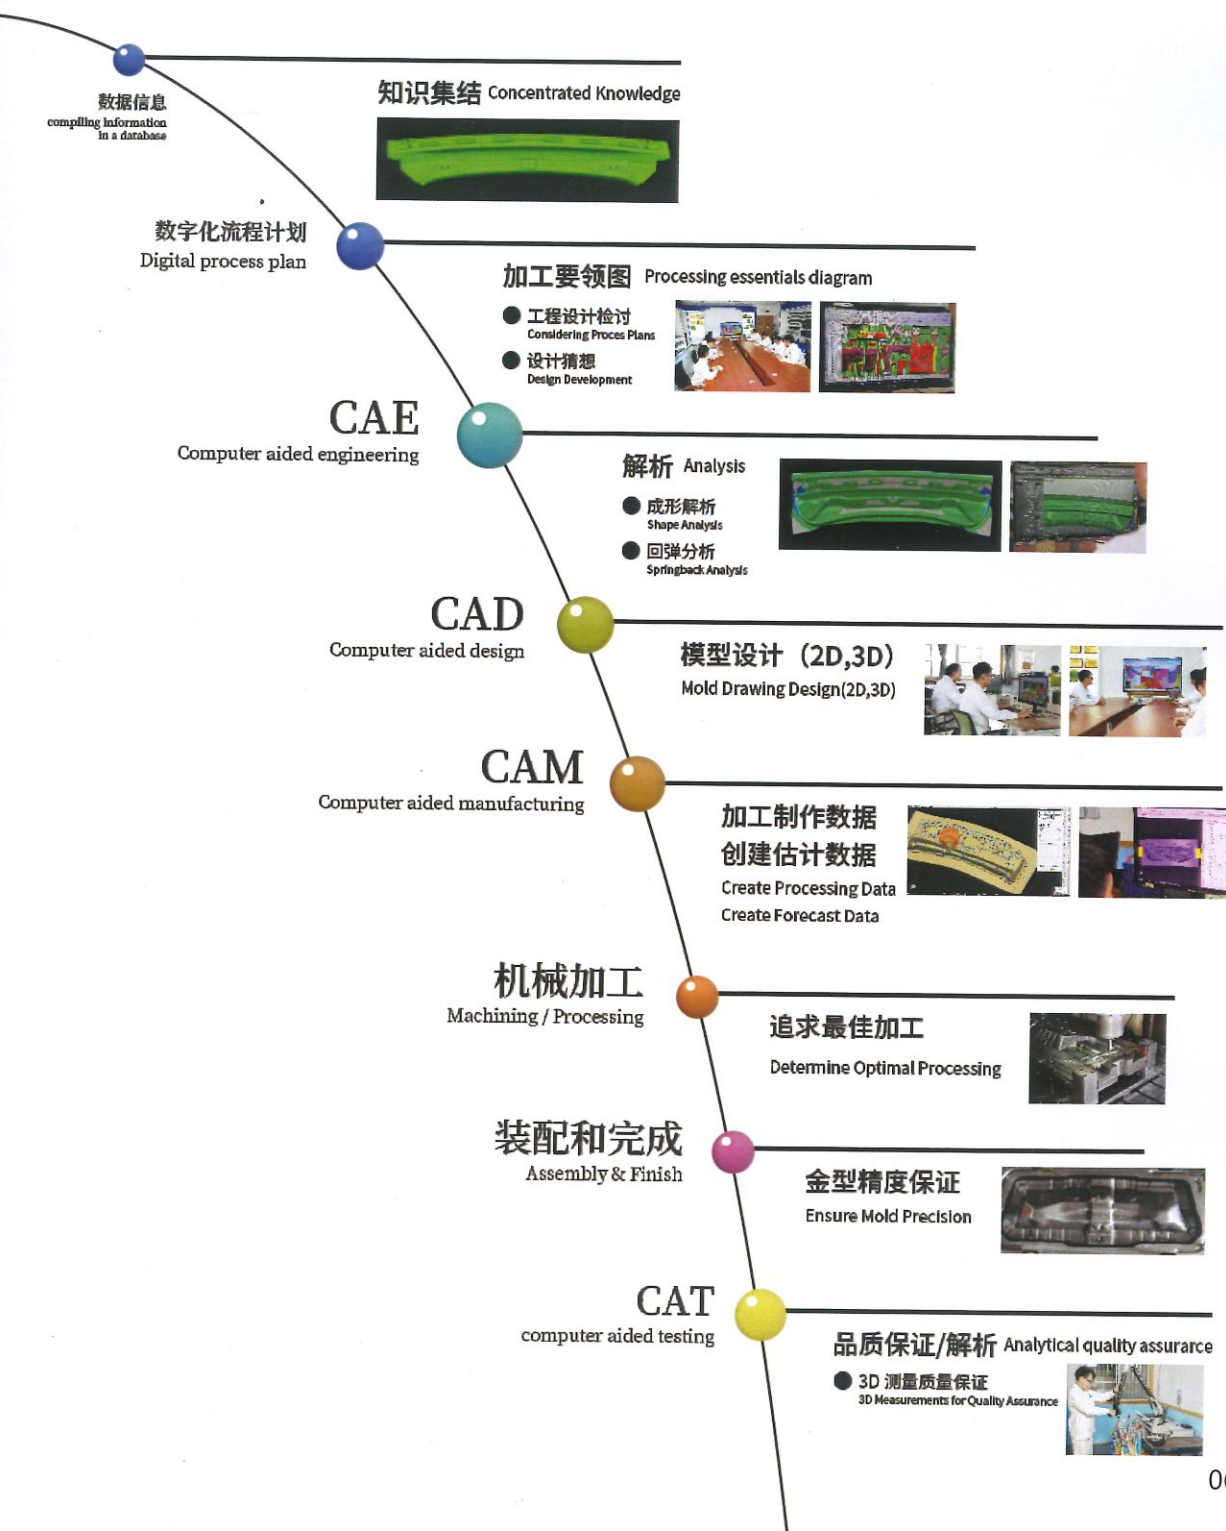 数据信息
compiling information
in a database
知识集结 Concentrated Knowledge
数字化流程计划
Digital process plan
加工要领图 Processing essentials diagram
工程设计检讨
Considering Proces Plans
设计猜想
Design Development
CAE
Computer aided engineering
解析 Analysis
成形解析
Shape Analysis
回弹分析
Springback Analysis
CAD
Computer aided design
模型设计（2D,3D）
Mold Drawing Design(2D,3D)
CAM
Computer aided manufacturing
加工制作数据
创建估计数据
Create Processing Data
Create Forecast Data
机械加工
Machining / Processing
追求最佳加工
Determine Optimal Processing
装配和完成
Assembly & Finish
金型精度保证
Ensure Mold Precision
CAT
computer aided testing
品质保证/解析 Analytical quality assurance
3D 测量质量保证
3D Measurements for Quality Assurance